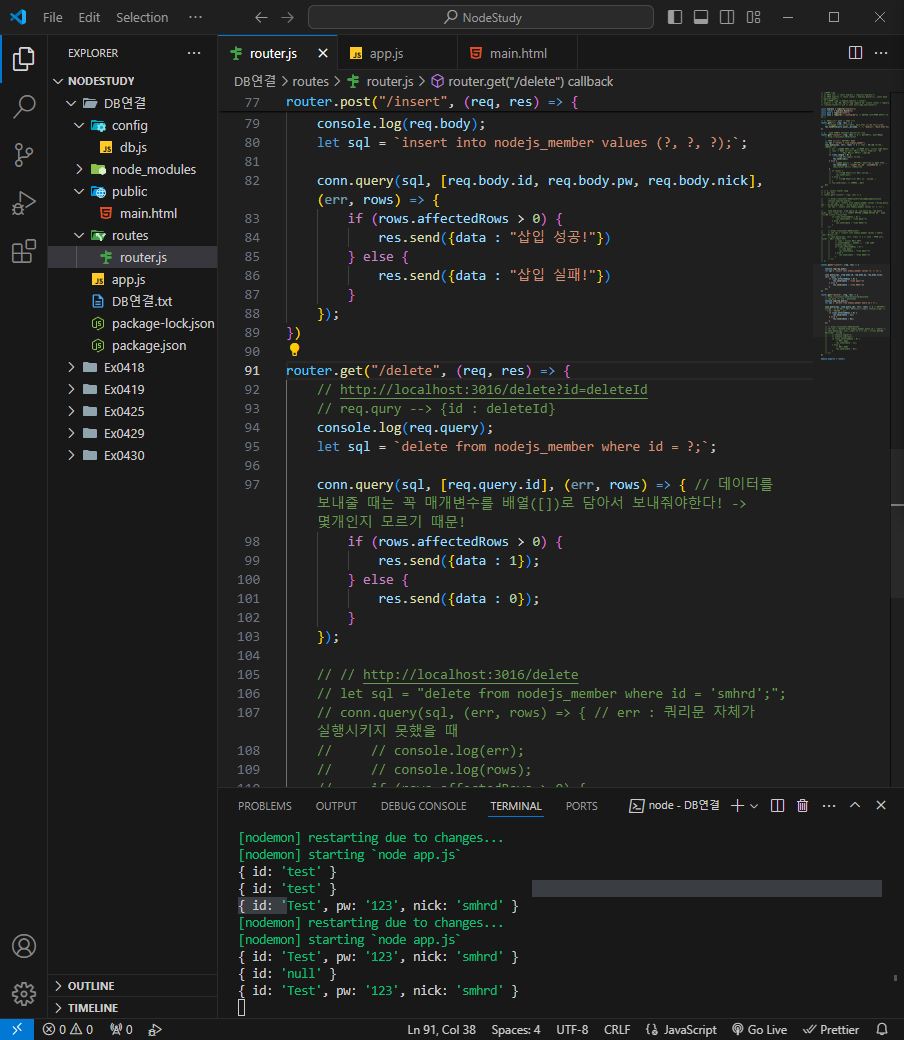 File Edit Selection ··· NodeStudy
EXPLORER ···
NODESTUDY
DB연결
config
db.js
node_modules
public
main.html
routes
router.js
app.js
DB연결.txt
package-lock.json
package.json
Ex0418
Ex0419
Ex0425
Ex0429
Ex0430
OUTLINE
TIMELINE
router.js app.js main.html
DB연결 > routes > router.js > router.get("/delete") callback
77 router.post("/insert", (req, res) => {
79 console.log(req.body);
80 let sql = `insert into nodejs_member values (?, ?, ?);`;
81
82 conn.query(sql, [req.body.id, req.body.pw, req.body.nick],
(err, rows) => {
83 if (rows.affectedRows > 0) {
84 res.send({data : "삽입 성공!"})
85 } else {
86 res.send({data : "삽입 실패!"})
87 }
88 });
89 })
90
91 router.get("/delete", (req, res) => {
92 // http://localhost:3016/delete?id=deleteId
93 // req.qury --> {id : deleteId}
94 console.log(req.query);
95 let sql = `delete from nodejs_member where id = ?;`;
96
97 conn.query(sql, [req.query.id], (err, rows) => { // 데이터를
보내줄 때는 꼭 매개변수를 배열([])로 담아서 보내줘야한다! ->
몇개인지 모르기 때문!
98 if (rows.affectedRows > 0) {
99 res.send({data : 1});
100 } else {
101 res.send({data : 0});
102 }
103 });
104
105 // // http://localhost:3016/delete
106 // let sql = "delete from nodejs_member where id = 'smhrd';";
107 // conn.query(sql, (err, rows) => { // err : 쿼리문 자체가
실행시키지 못했을 때
108 // // console.log(err);
109 // // console.log(rows);
PROBLEMS OUTPUT DEBUG CONSOLE TERMINAL PORTS node - DB연결
[nodemon] restarting due to changes...
[nodemon] starting `node app.js`
{ id: 'test' }
{ id: 'test' }
{ id: 'Test', pw: '123', nick: 'smhrd' }
[nodemon] restarting due to changes...
[nodemon] starting `node app.js`
{ id: 'Test', pw: '123', nick: 'smhrd' }
{ id: 'null' }
{ id: 'Test', pw: '123', nick: 'smhrd' }
0 0 0 Ln 91, Col 38 Spaces: 4 UTF-8 CRLF JavaScript Go Live Prettier